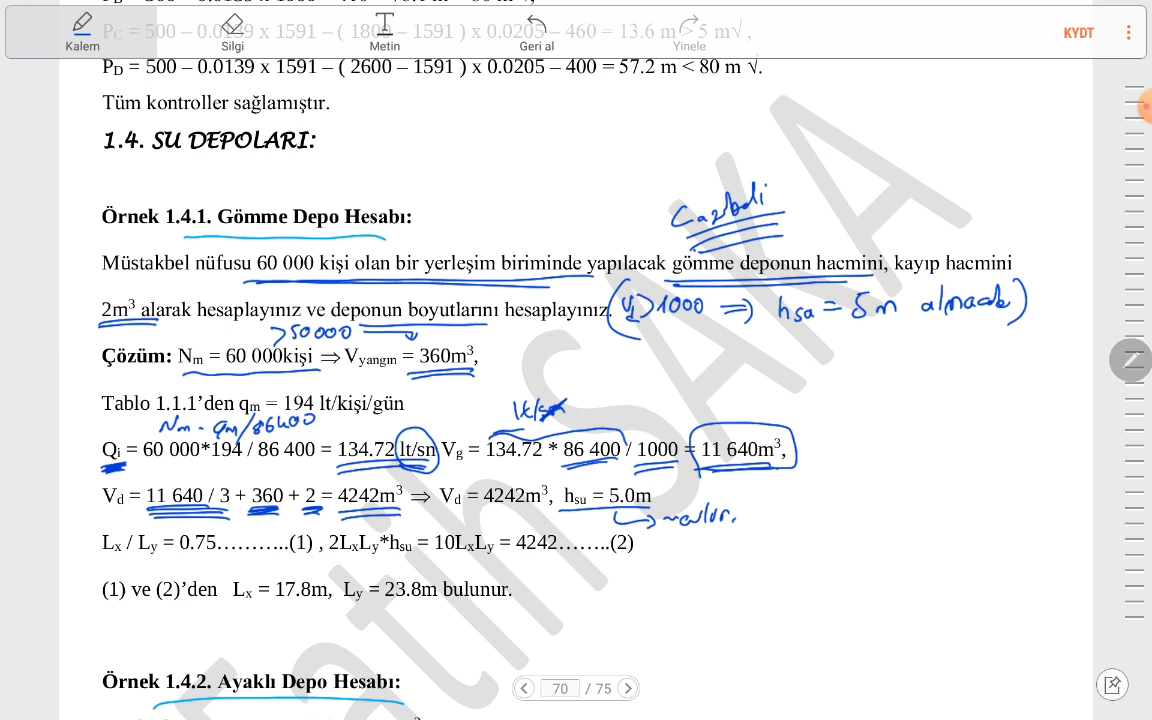 Kalem Silgi Metin Geri al Yinele KYDT
P_C = 500 – 0.0139 x 1591 – ( 1800 – 1591 ) x 0.0205 – 460 = 13.6 m > 5 m√ ,
P_D = 500 – 0.0139 x 1591 – ( 2600 – 1591 ) x 0.0205 – 400 = 57.2 m < 80 m √.
Tüm kontroller sağlamıştır.
1.4. SU DEPOLARI:
Örnek 1.4.1. Gömme Depo Hesabı:
Müstakbel nüfusu 60 000 kişi olan bir yerleşim biriminde yapılacak gömme deponun hacmini, kayıp hacmini
2m³ alarak hesaplayınız ve deponun boyutlarını hesaplayınız.
>1000 ⇒ hsu = 5m alınacak)
>50000
Çözüm: N_m = 60 000kişi ⇒ V_yangın = 360m³,
Tablo 1.1.1’den q_m = 194 lt/kişi/gün
Nm . qm/86400
Q_i = 60 000*194 / 86 400 = 134.72 lt/sn V_g = 134.72 * 86 400 / 1000 = 11 640m³,
V_d = 11 640 / 3 + 360 + 2 = 4242m³ ⇒ V_d = 4242m³, h_su = 5.0m
L_x / L_y = 0.75………..(1) , 2L_xL_y*h_su = 10L_xL_y = 4242……..(2)
(1) ve (2)’den L_x = 17.8m, L_y = 23.8m bulunur.
Örnek 1.4.2. Ayaklı Depo Hesabı:
70 / 75
Fatih SAKA